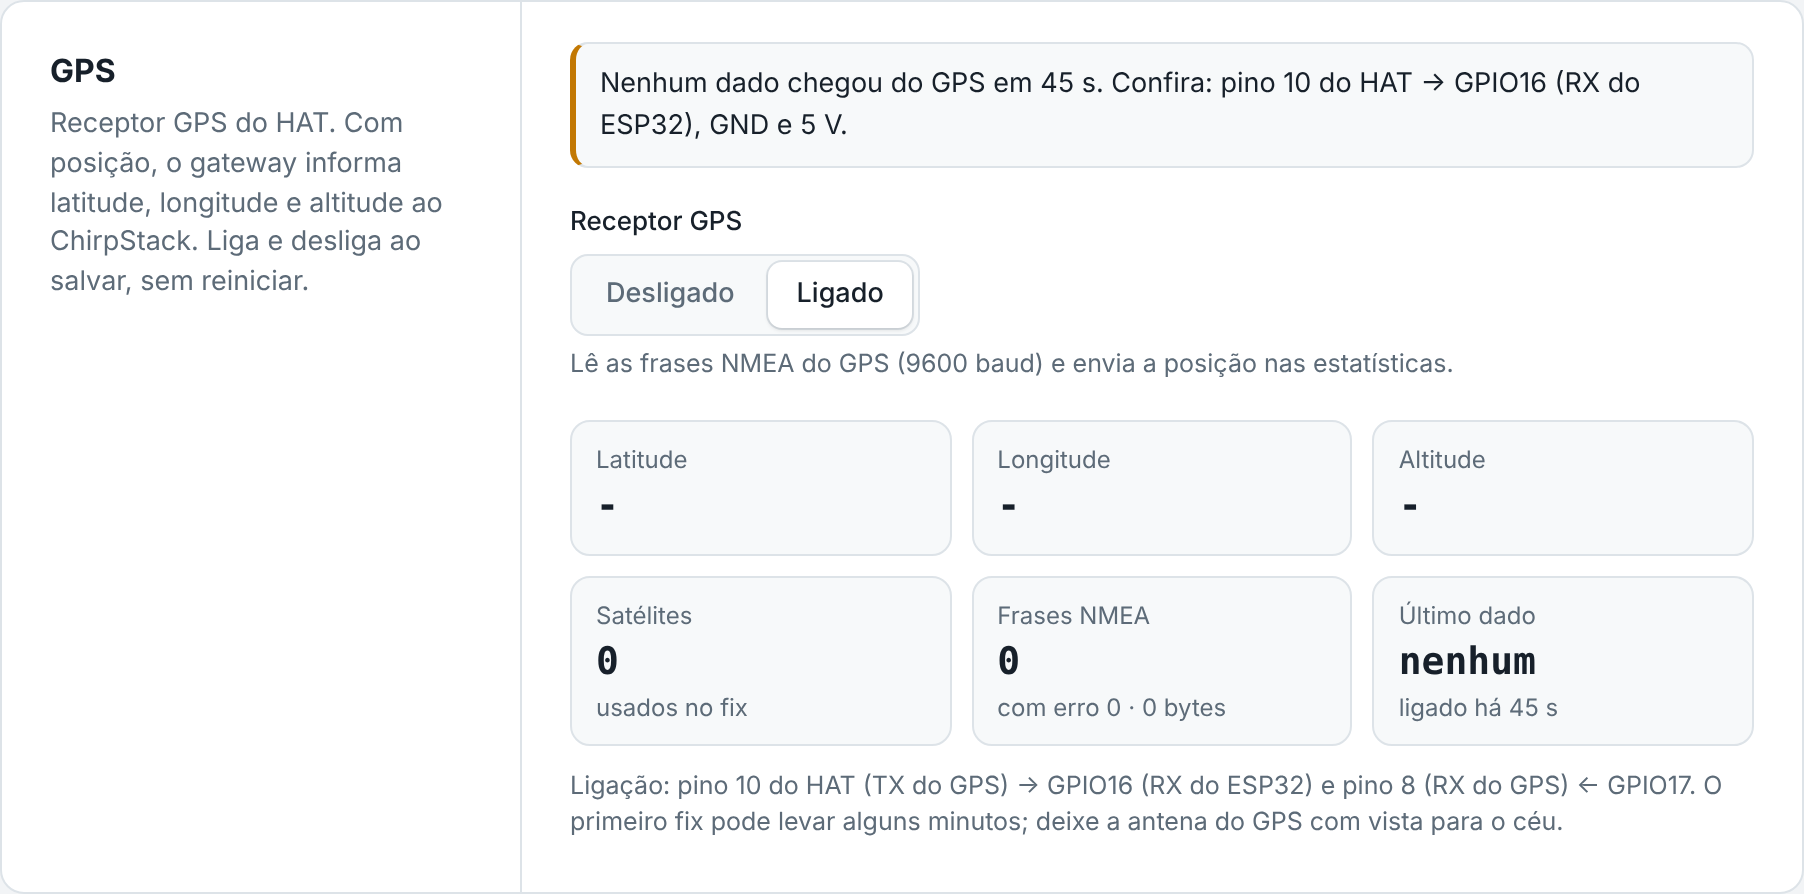 GPS
Receptor GPS do HAT. Com
posição, o gateway informa
latitude, longitude e altitude ao
ChirpStack. Liga e desliga ao
salvar, sem reiniciar.
Nenhum dado chegou do GPS em 45 s. Confira: pino 10 do HAT → GPIO16 (RX do
ESP32), GND e 5 V.
Receptor GPS
Desligado Ligado
Lê as frases NMEA do GPS (9600 baud) e envia a posição nas estatísticas.
Latitude Longitude Altitude
- - -
Satélites Frases NMEA Último dado
0 0 nenhum
usados no fix com erro 0 · 0 bytes ligado há 45 s
Ligação: pino 10 do HAT (TX do GPS) → GPIO16 (RX do ESP32) e pino 8 (RX do GPS) ← GPIO17. O
primeiro fix pode levar alguns minutos; deixe a antena do GPS com vista para o céu.